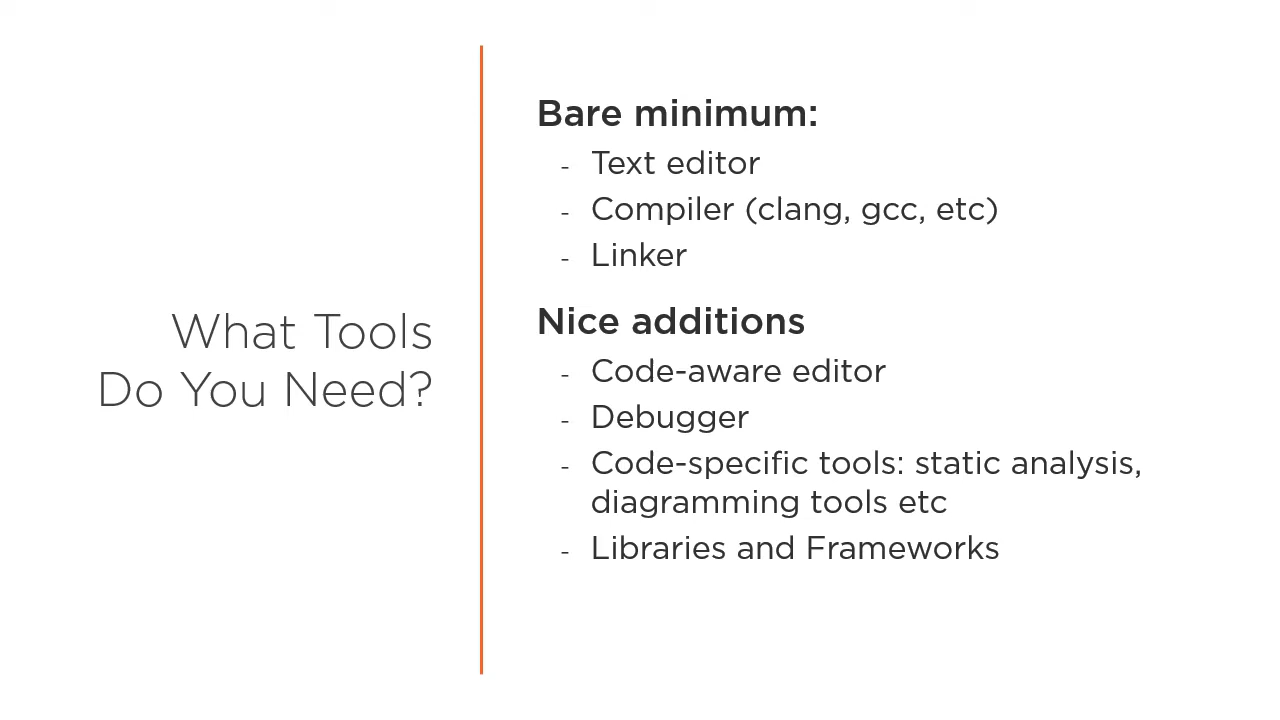 What Tools
Do You Need?
Bare minimum:
- Text editor
- Compiler (clang, gcc, etc)
- Linker
Nice additions
- Code-aware editor
- Debugger
- Code-specific tools: static analysis,
diagramming tools etc
- Libraries and Frameworks